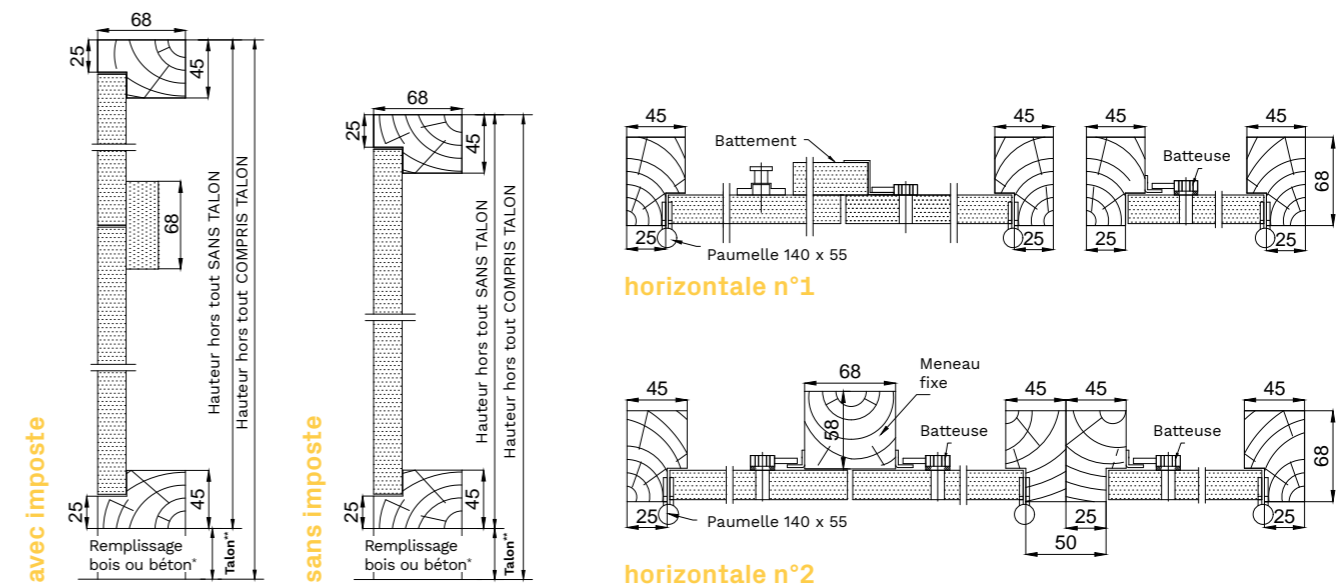 68
25
45
68
Hauteur hors tout SANS TALON
Hauteur hors tout COMPRIS TALON
25
45
Remplissage
bois ou béton*
Talon**
avec imposte
68
25
45
Hauteur hors tout SANS TALON
Hauteur hors tout COMPRIS TALON
25
45
Remplissage
bois ou béton*
Talon**
sans imposte
45
Battement
45
45
Batteuse
45
68
25
Paumelle 140 x 55
25
25
25
horizontale n°1
45
68
58
Meneau
fixe
Batteuse
45
45
Batteuse
45
68
25
Paumelle 140 x 55
25
50
25
horizontale n°2